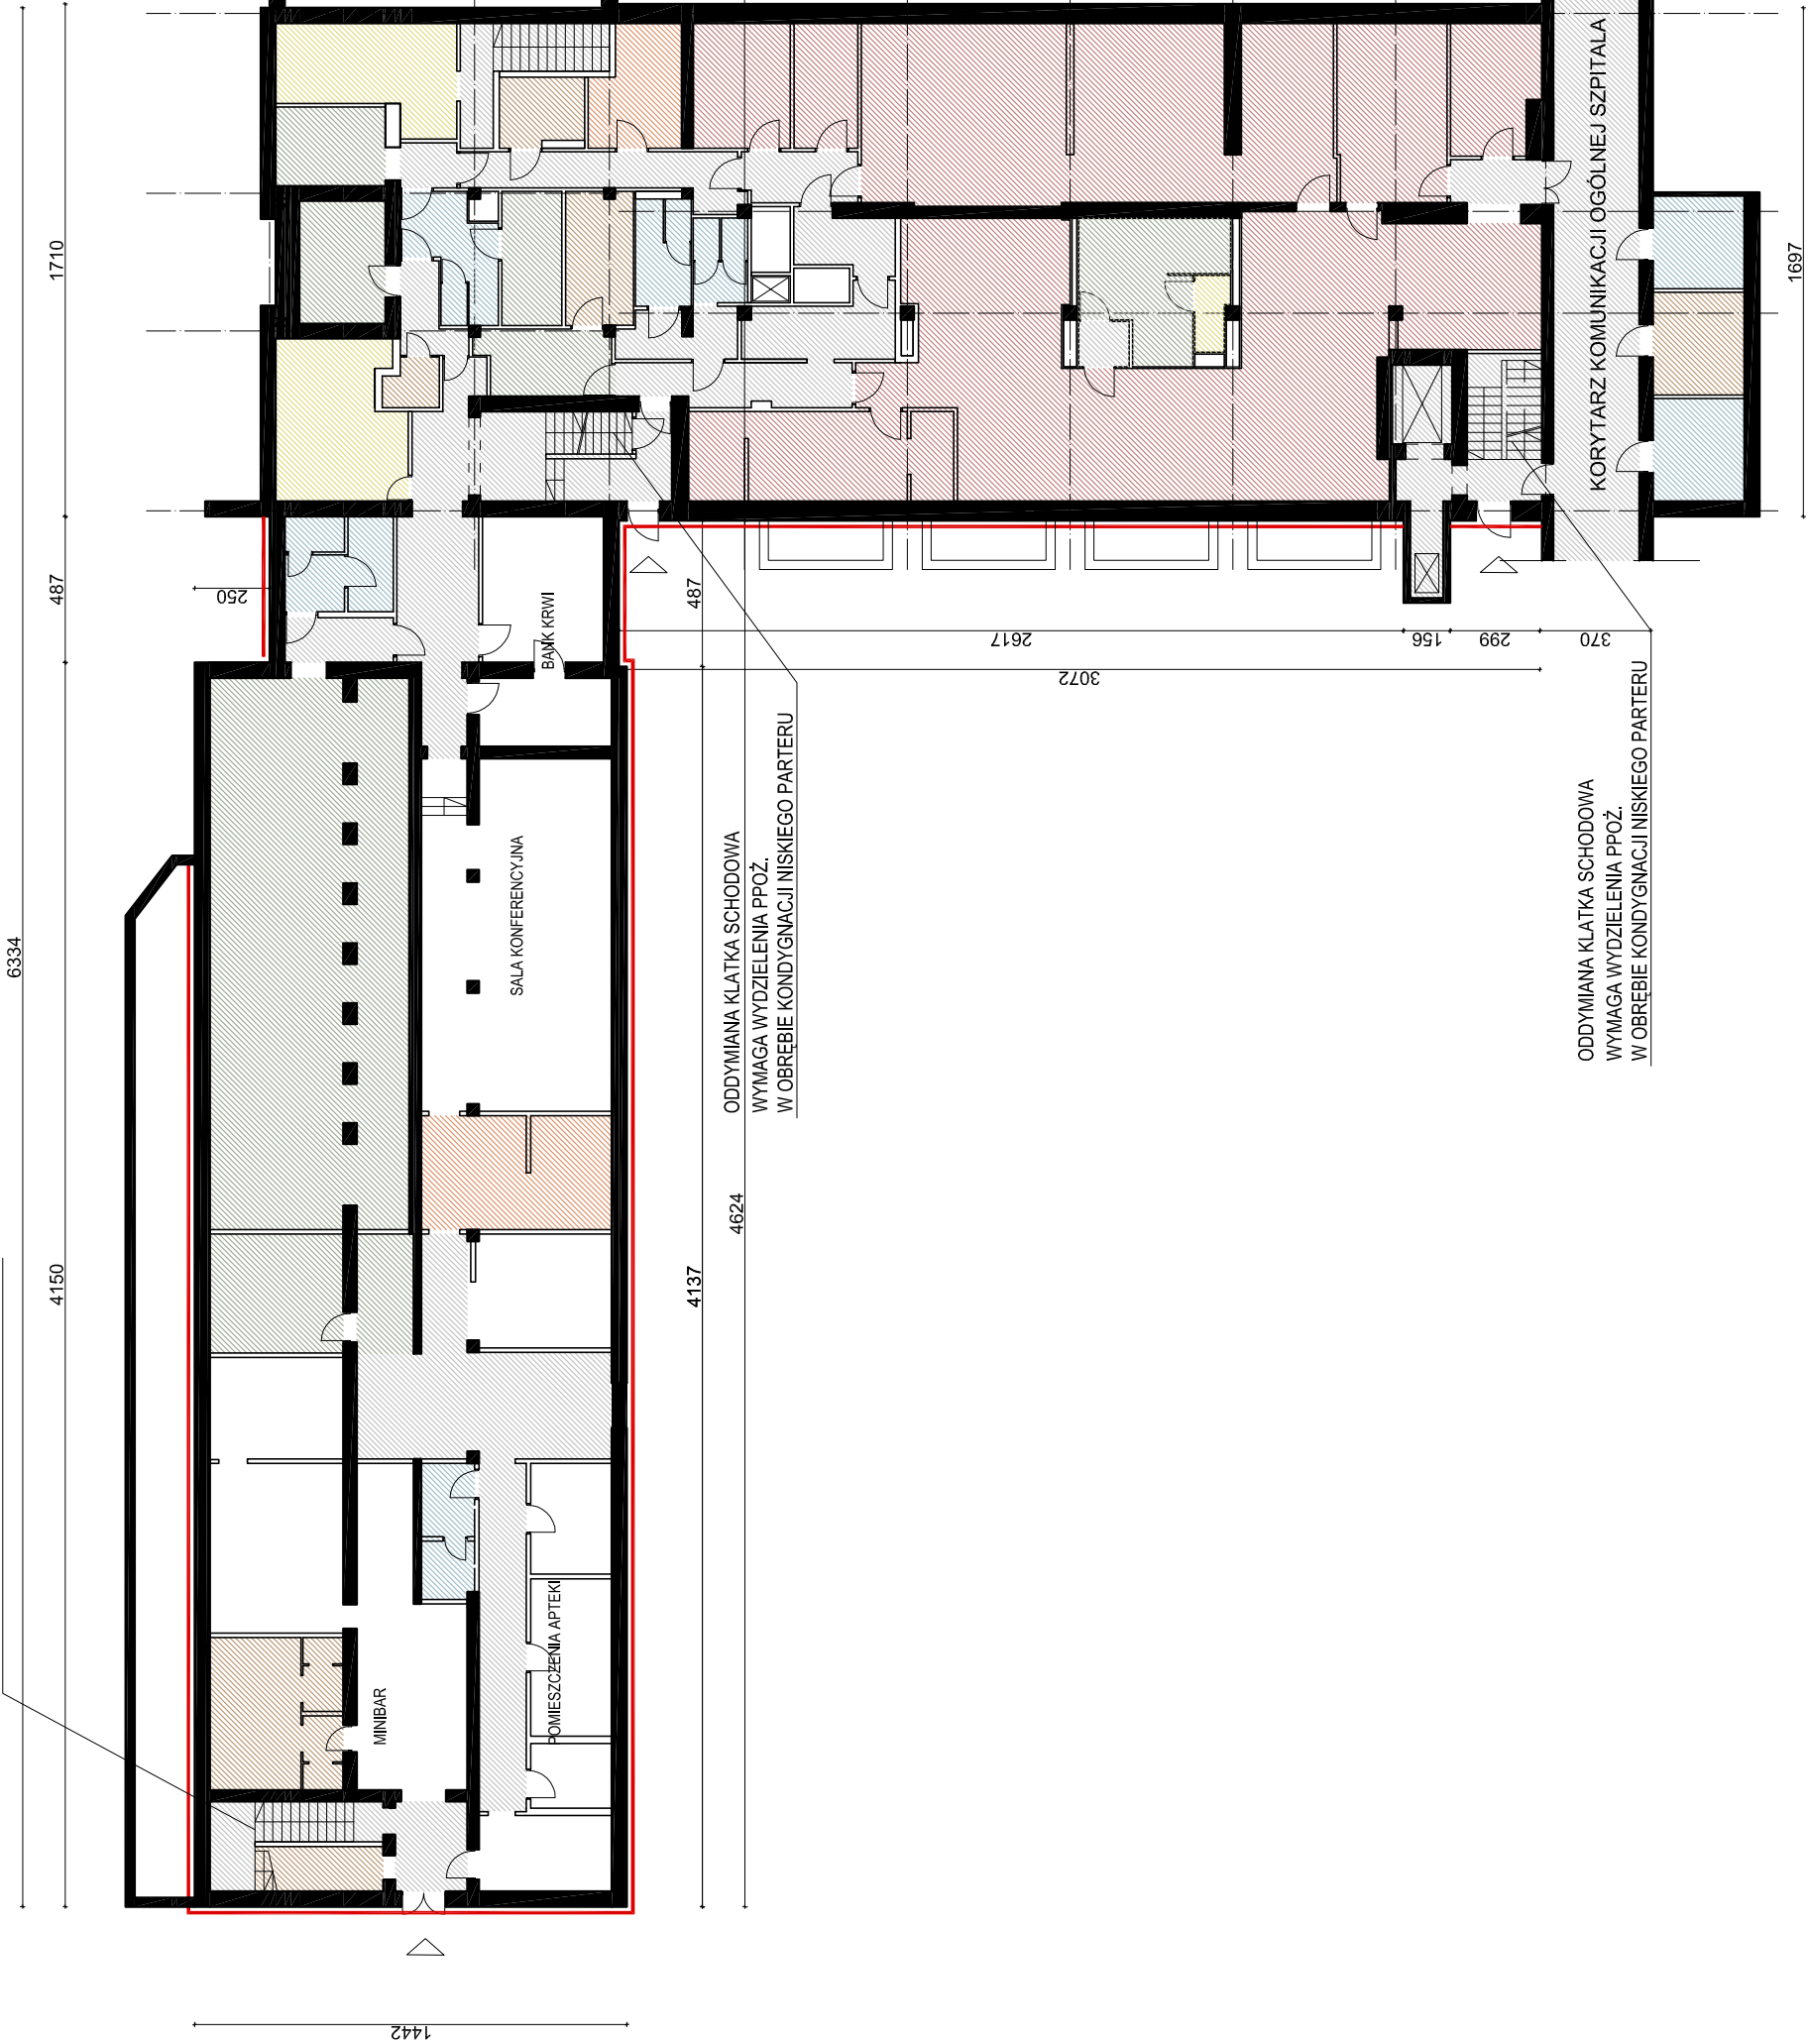 KORYTARZ KOMUNIKACJI OGÓLNEJ SZPITALA
1710
1697
487
250
487
BANK KRWI
2617
156
299
370
3072
6334
SALA KONFERENCYJNA
ODDYMIANA KLATKA SCHODOWA
WYMAGA WYDZIELENIA PPOŻ.
W OBRĘBIE KONDYGNACJI NISKIEGO PARTERU
ODDYMIANA KLATKA SCHODOWA
WYMAGA WYDZIELENIA PPOŻ.
W OBRĘBIE KONDYGNACJI NISKIEGO PARTERU
4624
4150
4137
MINIBAR
POMIESZCZENIA APTEKI
1442